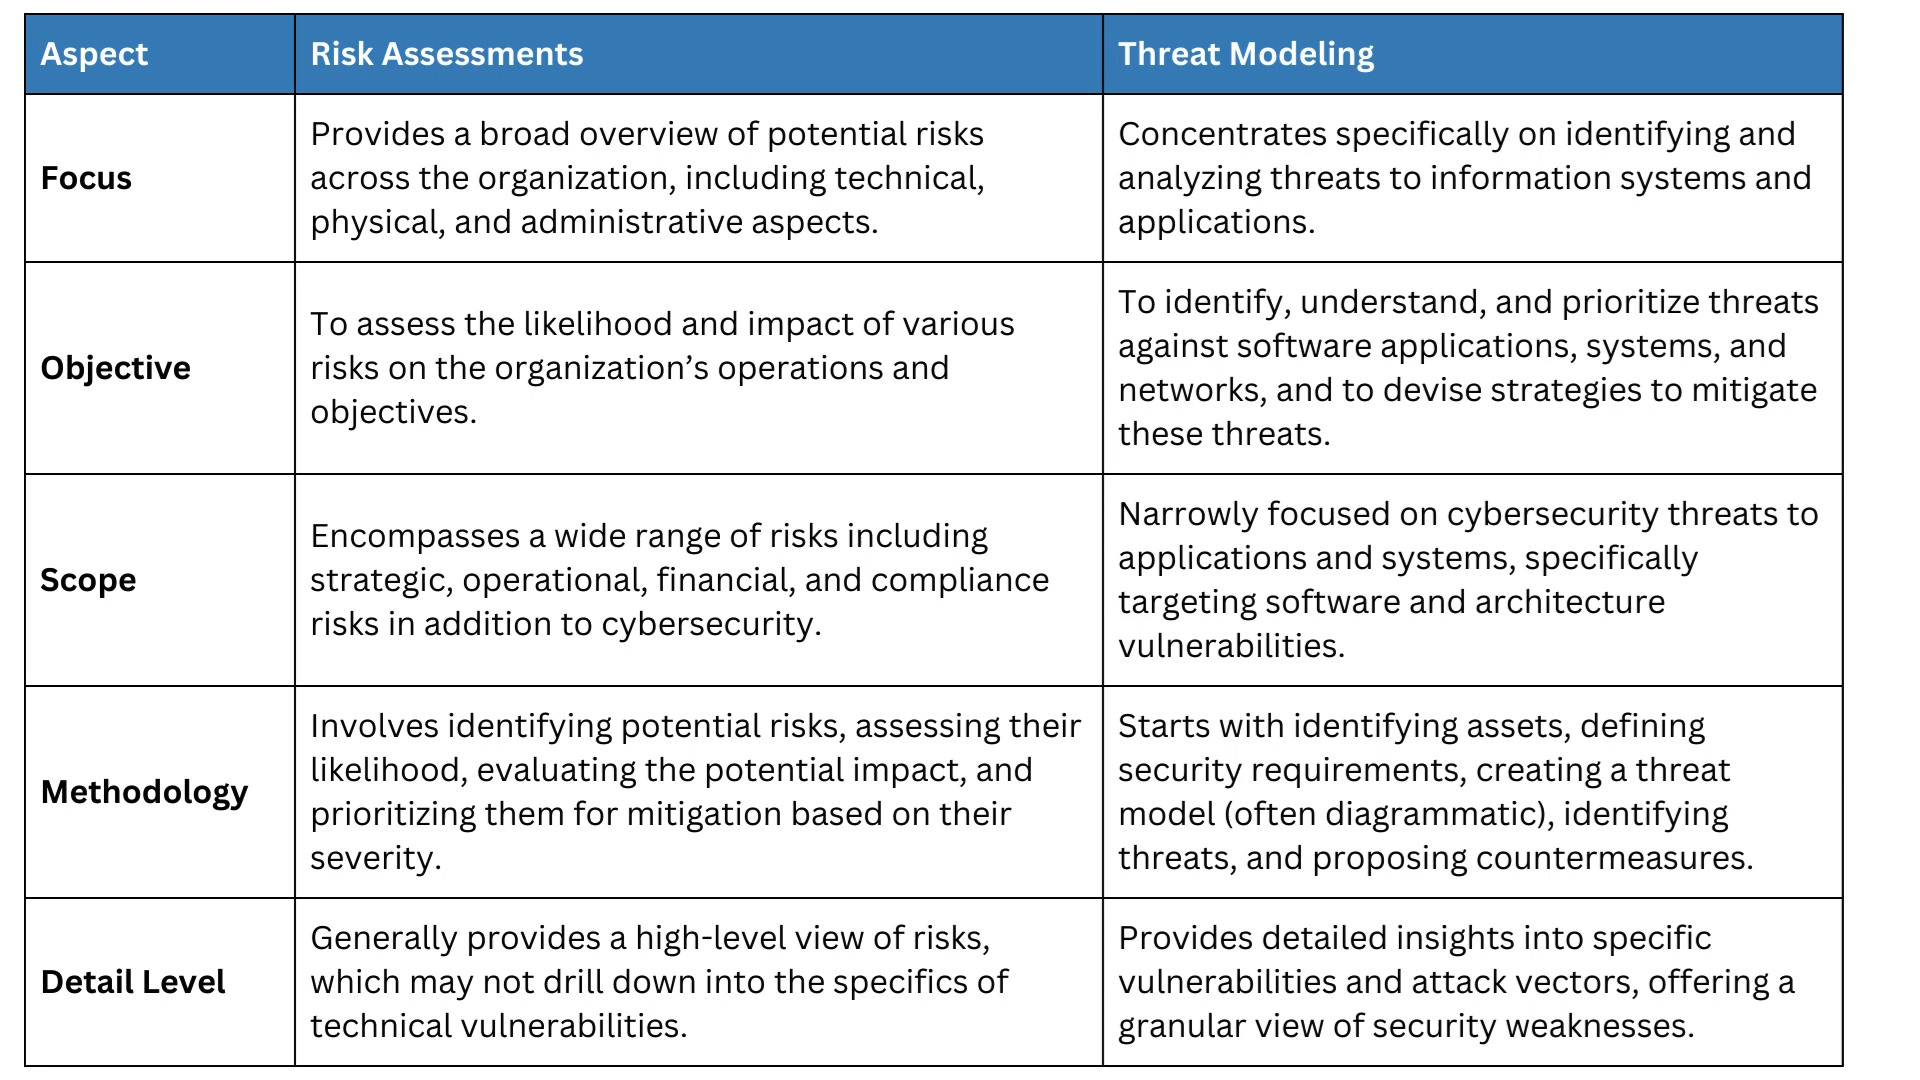 Aspect
Risk Assessments
Threat Modeling
Focus
Provides a broad overview of potential risks
across the organization, including technical,
physical, and administrative aspects.
Concentrates specifically on identifying and
analyzing threats to information systems and
applications.
Objective
To assess the likelihood and impact of various
risks on the organization’s operations and
objectives.
To identify, understand, and prioritize threats
against software applications, systems, and
networks, and to devise strategies to mitigate
these threats.
Scope
Encompasses a wide range of risks including
strategic, operational, financial, and compliance
risks in addition to cybersecurity.
Narrowly focused on cybersecurity threats to
applications and systems, specifically
targeting software and architecture
vulnerabilities.
Methodology
Involves identifying potential risks, assessing their
likelihood, evaluating the potential impact, and
prioritizing them for mitigation based on their
severity.
Starts with identifying assets, defining
security requirements, creating a threat
model (often diagrammatic), identifying
threats, and proposing countermeasures.
Detail Level
Generally provides a high-level view of risks,
which may not drill down into the specifics of
technical vulnerabilities.
Provides detailed insights into specific
vulnerabilities and attack vectors, offering a
granular view of security weaknesses.